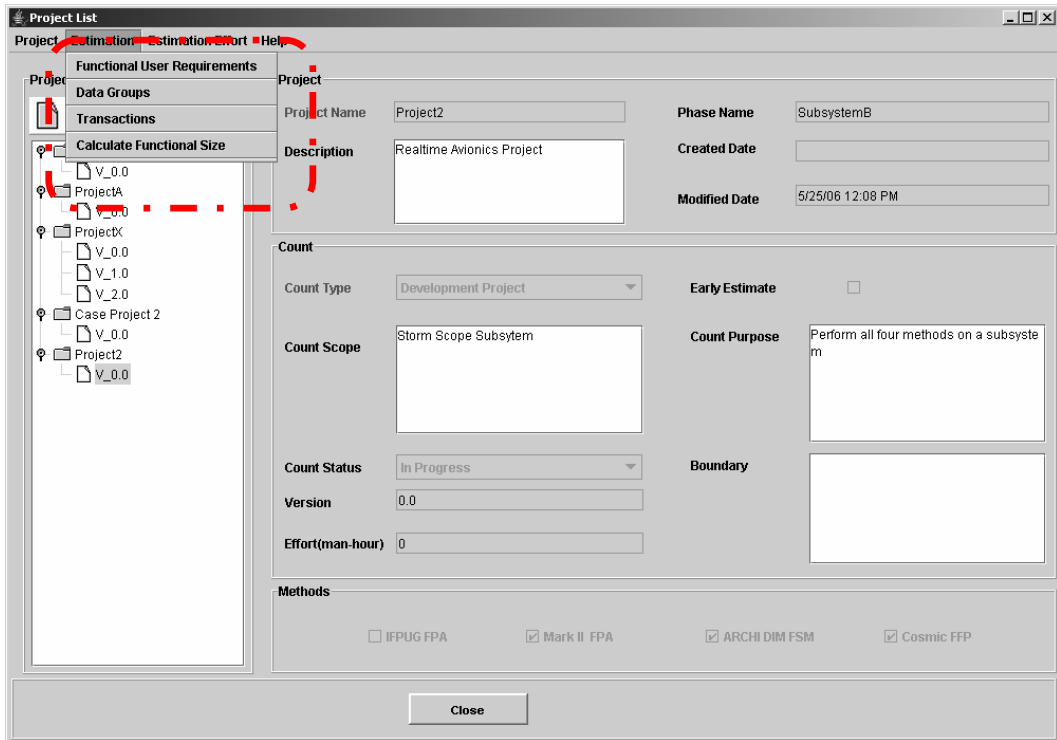 Project List
Project Estimation Estimation Effort Help
Functional User Requirements
Data Groups
Transactions
Calculate Functional Size
V_0.0
ProjectA
V_0.0
ProjectX
V_0.0
V_1.0
V_2.0
Case Project 2
V_0.0
Project2
V_0.0
Project
Project Name Project2 Phase Name SubsystemB
Description Realtime Avionics Project Created Date
Modified Date 5/25/06 12:08 PM
Count
Count Type Development Project Early Estimate
Count Scope Storm Scope Subsytem Count Purpose Perform all four methods on a subsyste
m
Count Status In Progress Boundary
Version 0.0
Effort(man-hour) 0
Methods
IFPUG FPA Mark II FPA ARCHI DIM FSM Cosmic FFP
Close